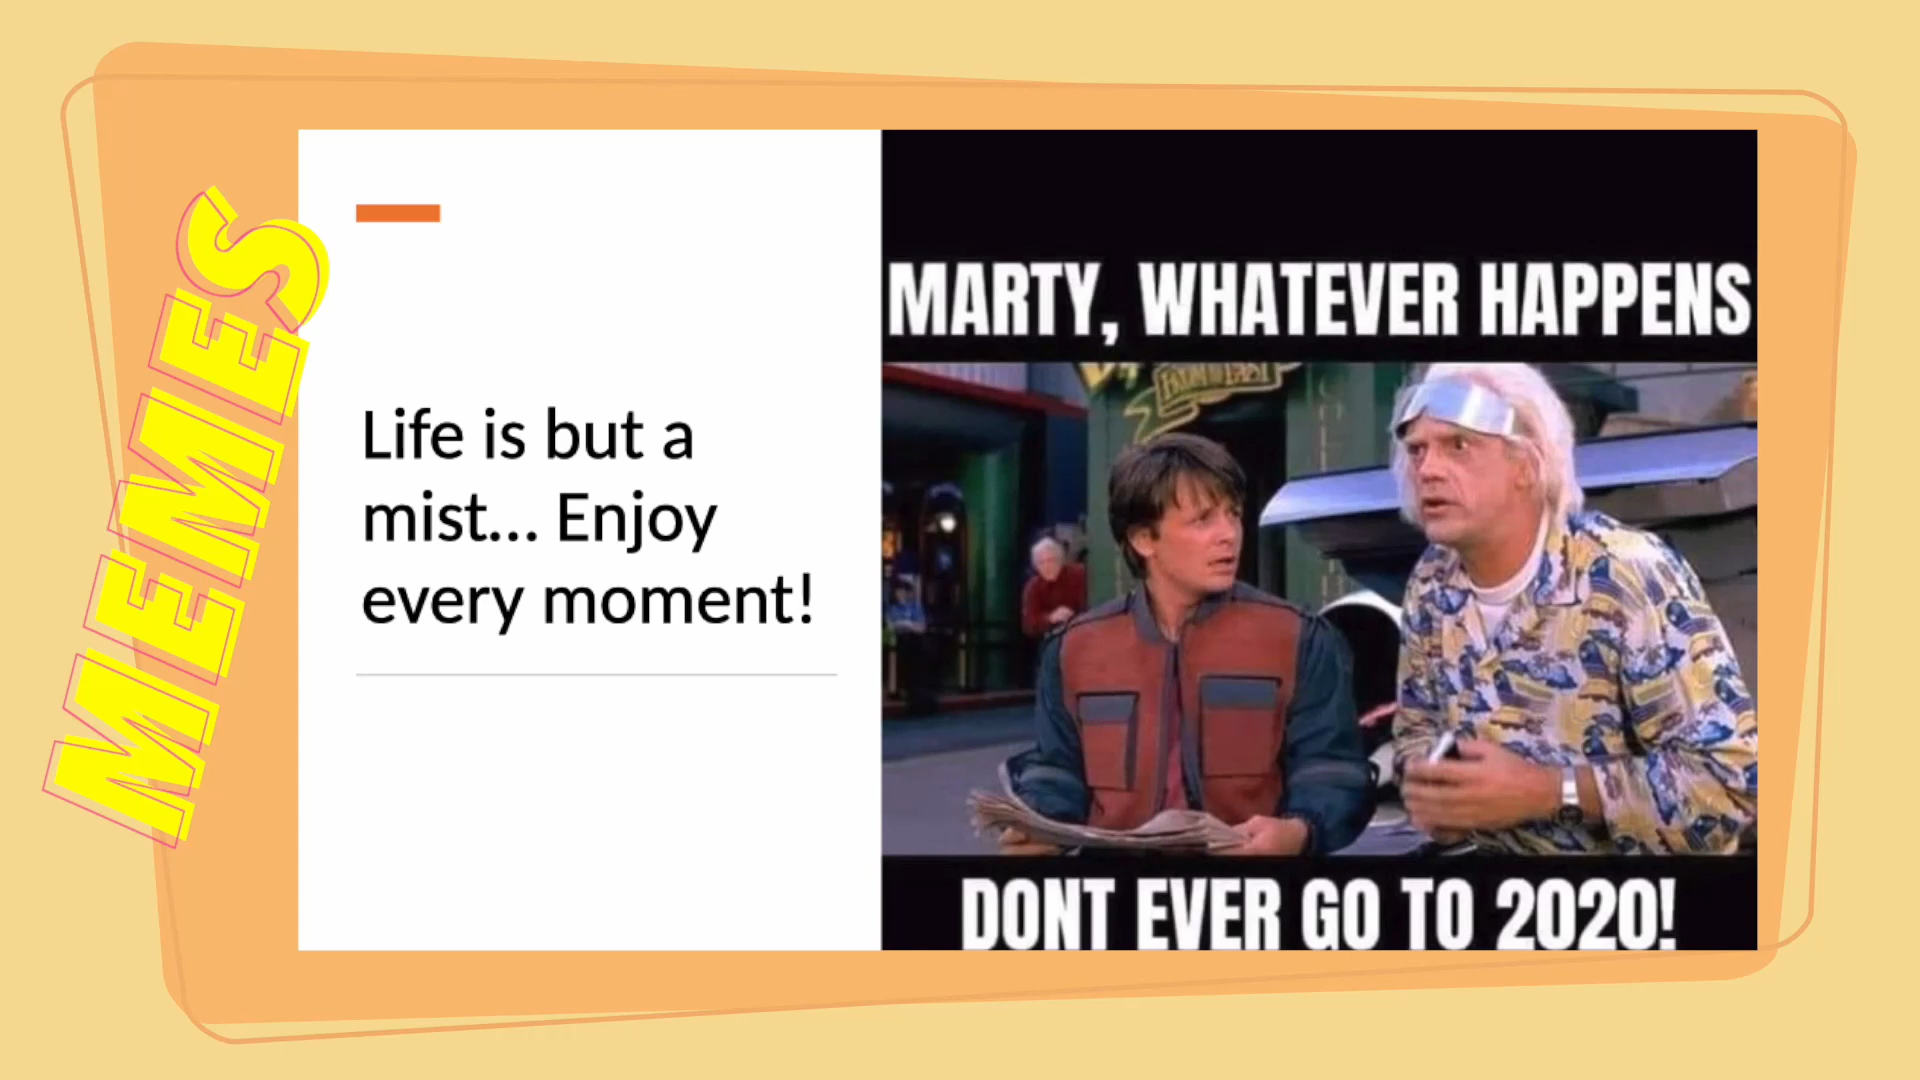 MEMES
Life is but a
mist... Enjoy
every moment!
MARTY, WHATEVER HAPPENS
DONT EVER GO TO 2020!